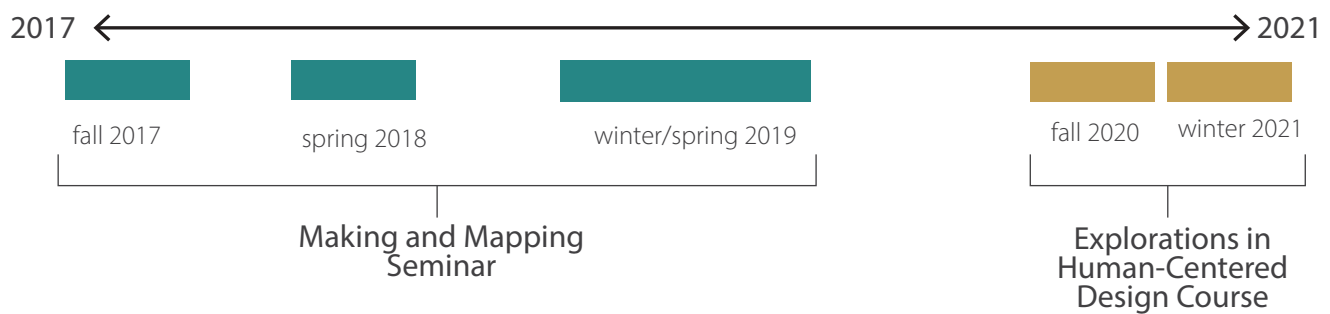 2017
2021
fall 2017
spring 2018
winter/spring 2019
fall 2020
winter 2021
Making and Mapping
Seminar
Explorations in
Human-Centered
Design Course